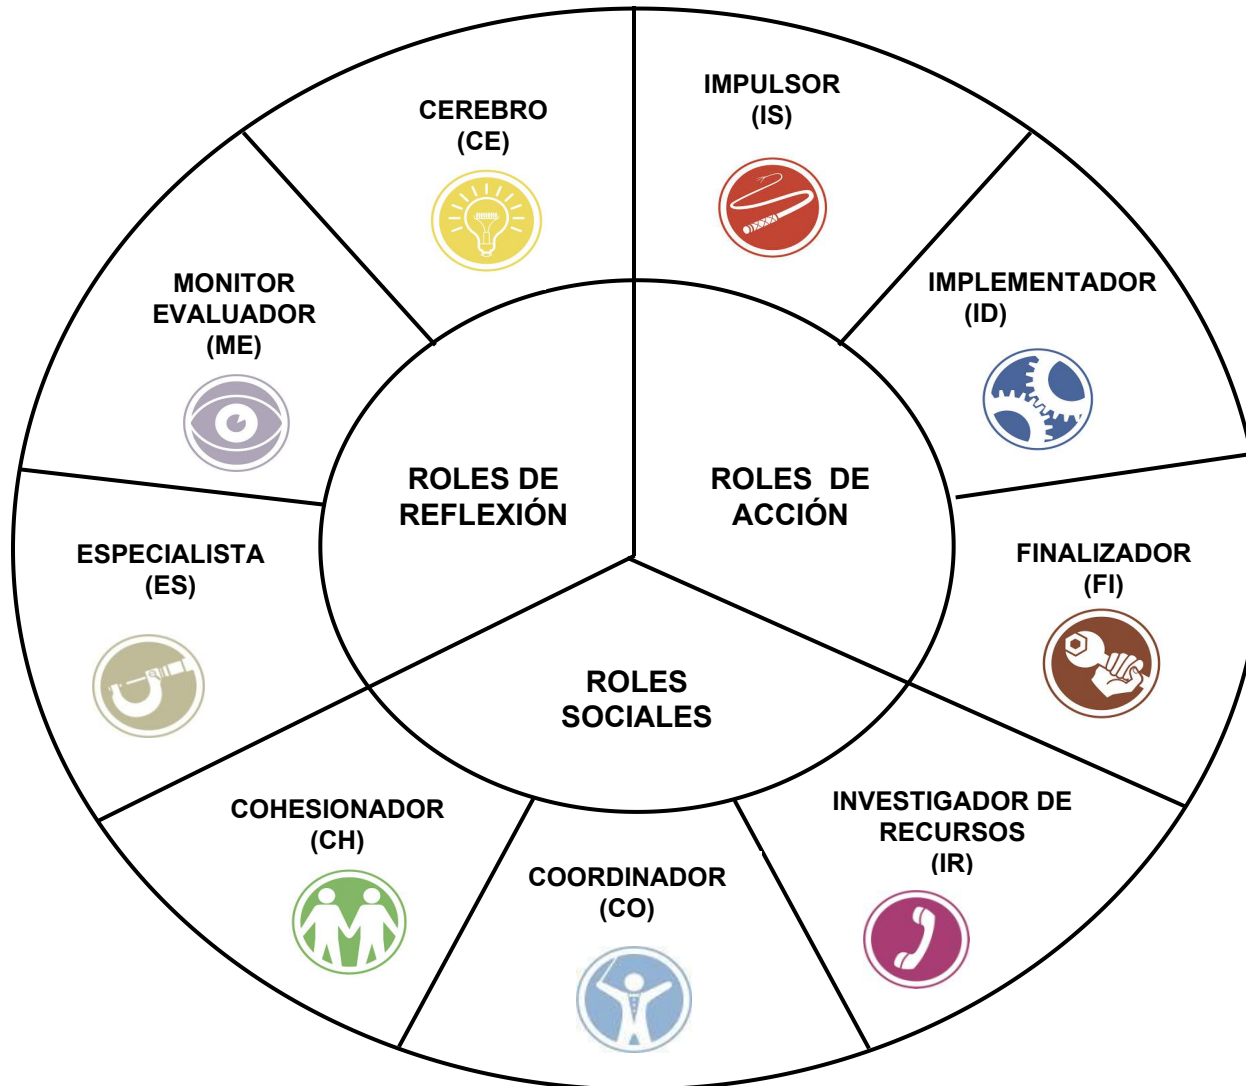 CEREBRO
(CE)
IMPULSOR
(IS)
MONITOR
EVALUADOR
(ME)
IMPLEMENTADOR
(ID)
ROLES DE
REFLEXIÓN
ROLES DE
ACCIÓN
ESPECIALISTA
(ES)
FINALIZADOR
(FI)
ROLES
SOCIALES
COHESIONADOR
(CH)
COORDINADOR
(CO)
INVESTIGADOR DE
RECURSOS
(IR)